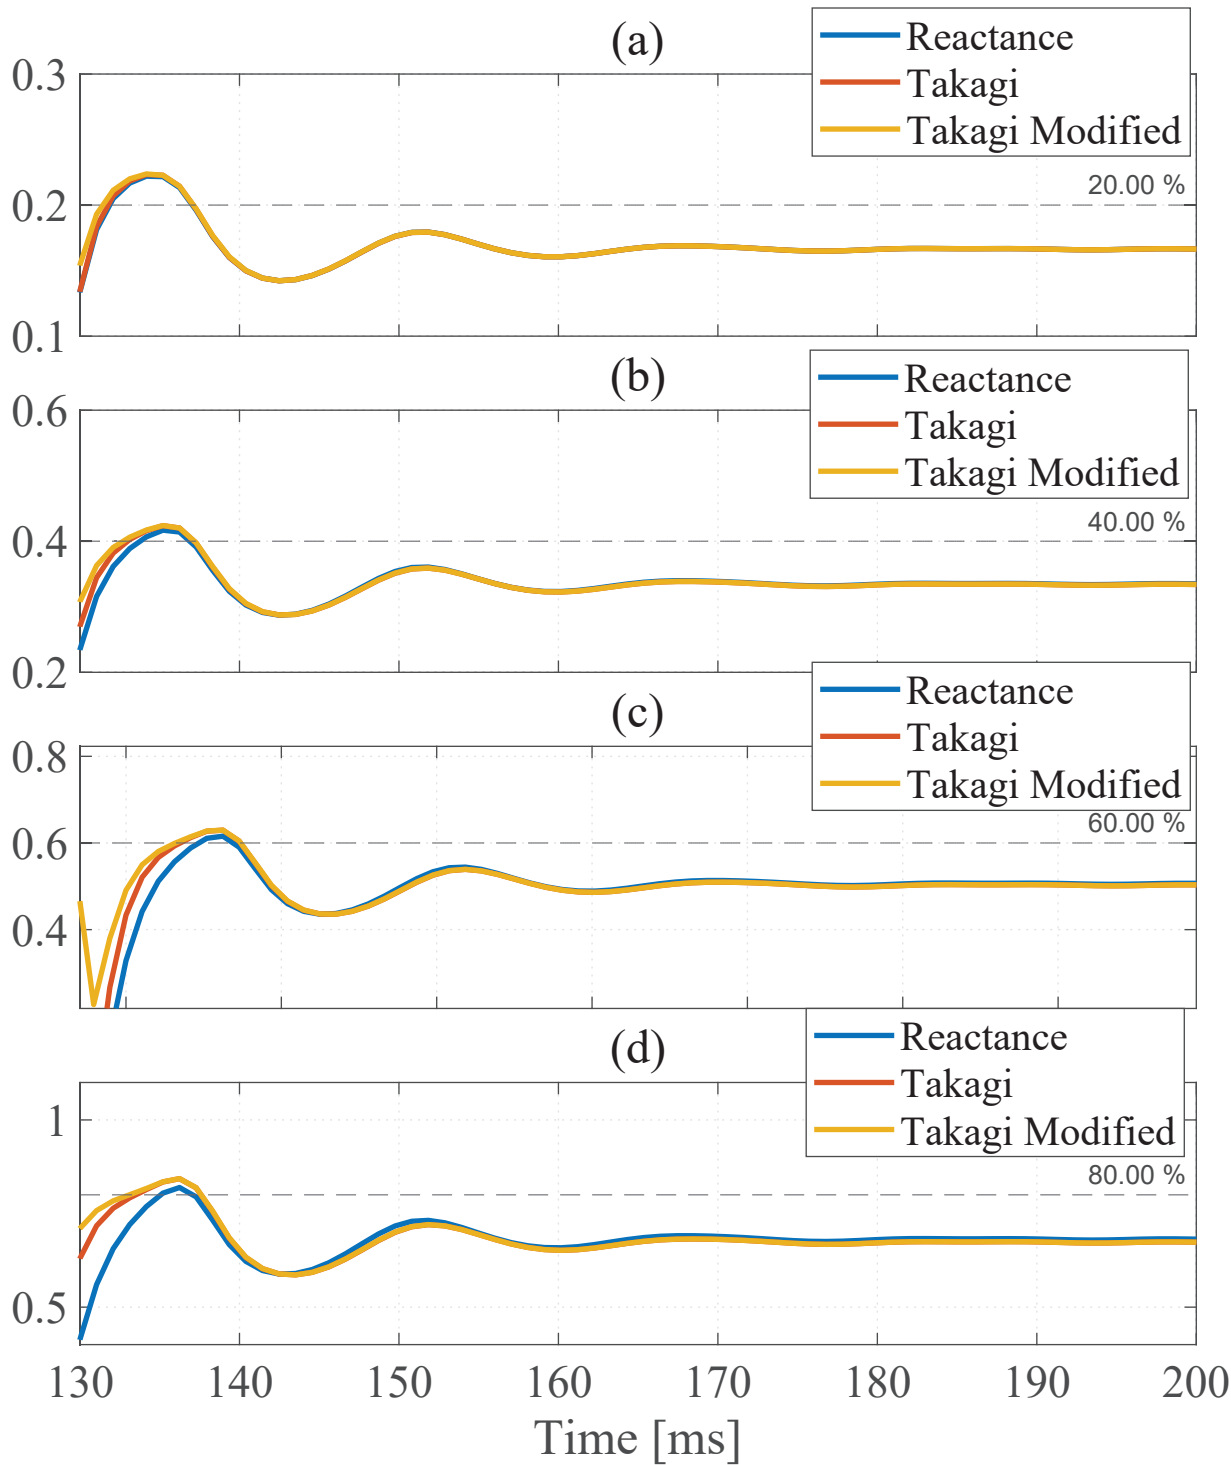 (a)
Reactance
Takagi
Takagi Modified
0.3
20.00 %
0.2
0.1
(b)
Reactance
Takagi
Takagi Modified
0.6
40.00 %
0.4
0.2
(c)
Reactance
Takagi
Takagi Modified
0.8
60.00 %
0.6
0.4
(d)
Reactance
Takagi
Takagi Modified
1
80.00 %
0.5
130 140 150 160 170 180 190 200
Time [ms]